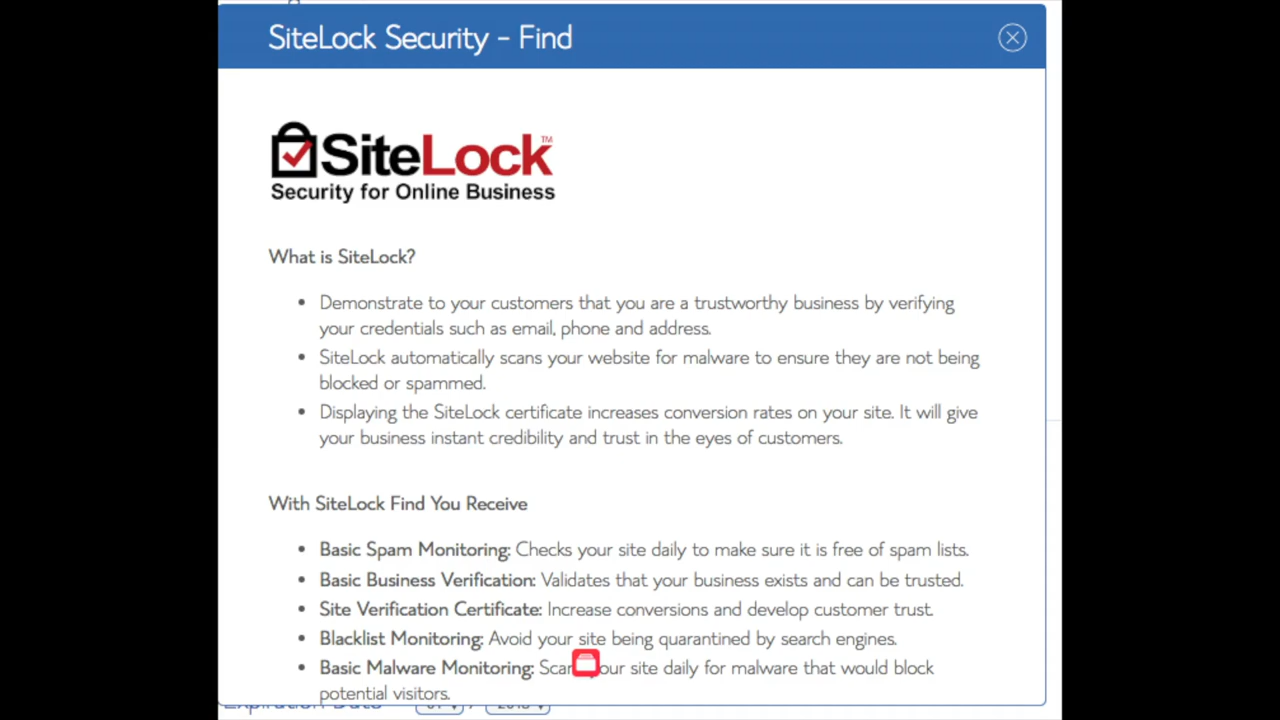 SiteLock Security - Find
SiteLock™
Security for Online Business
What is SiteLock?
Demonstrate to your customers that you are a trustworthy business by verifying
your credentials such as email, phone and address.
SiteLock automatically scans your website for malware to ensure they are not being
blocked or spammed.
Displaying the SiteLock certificate increases conversion rates on your site. It will give
your business instant credibility and trust in the eyes of customers.
With SiteLock Find You Receive
Basic Spam Monitoring: Checks your site daily to make sure it is free of spam lists.
Basic Business Verification: Validates that your business exists and can be trusted.
Site Verification Certificate: Increase conversions and develop customer trust.
Blacklist Monitoring: Avoid your site being quarantined by search engines.
Basic Malware Monitoring: Scans your site daily for malware that would block
potential visitors.
Expiration Date